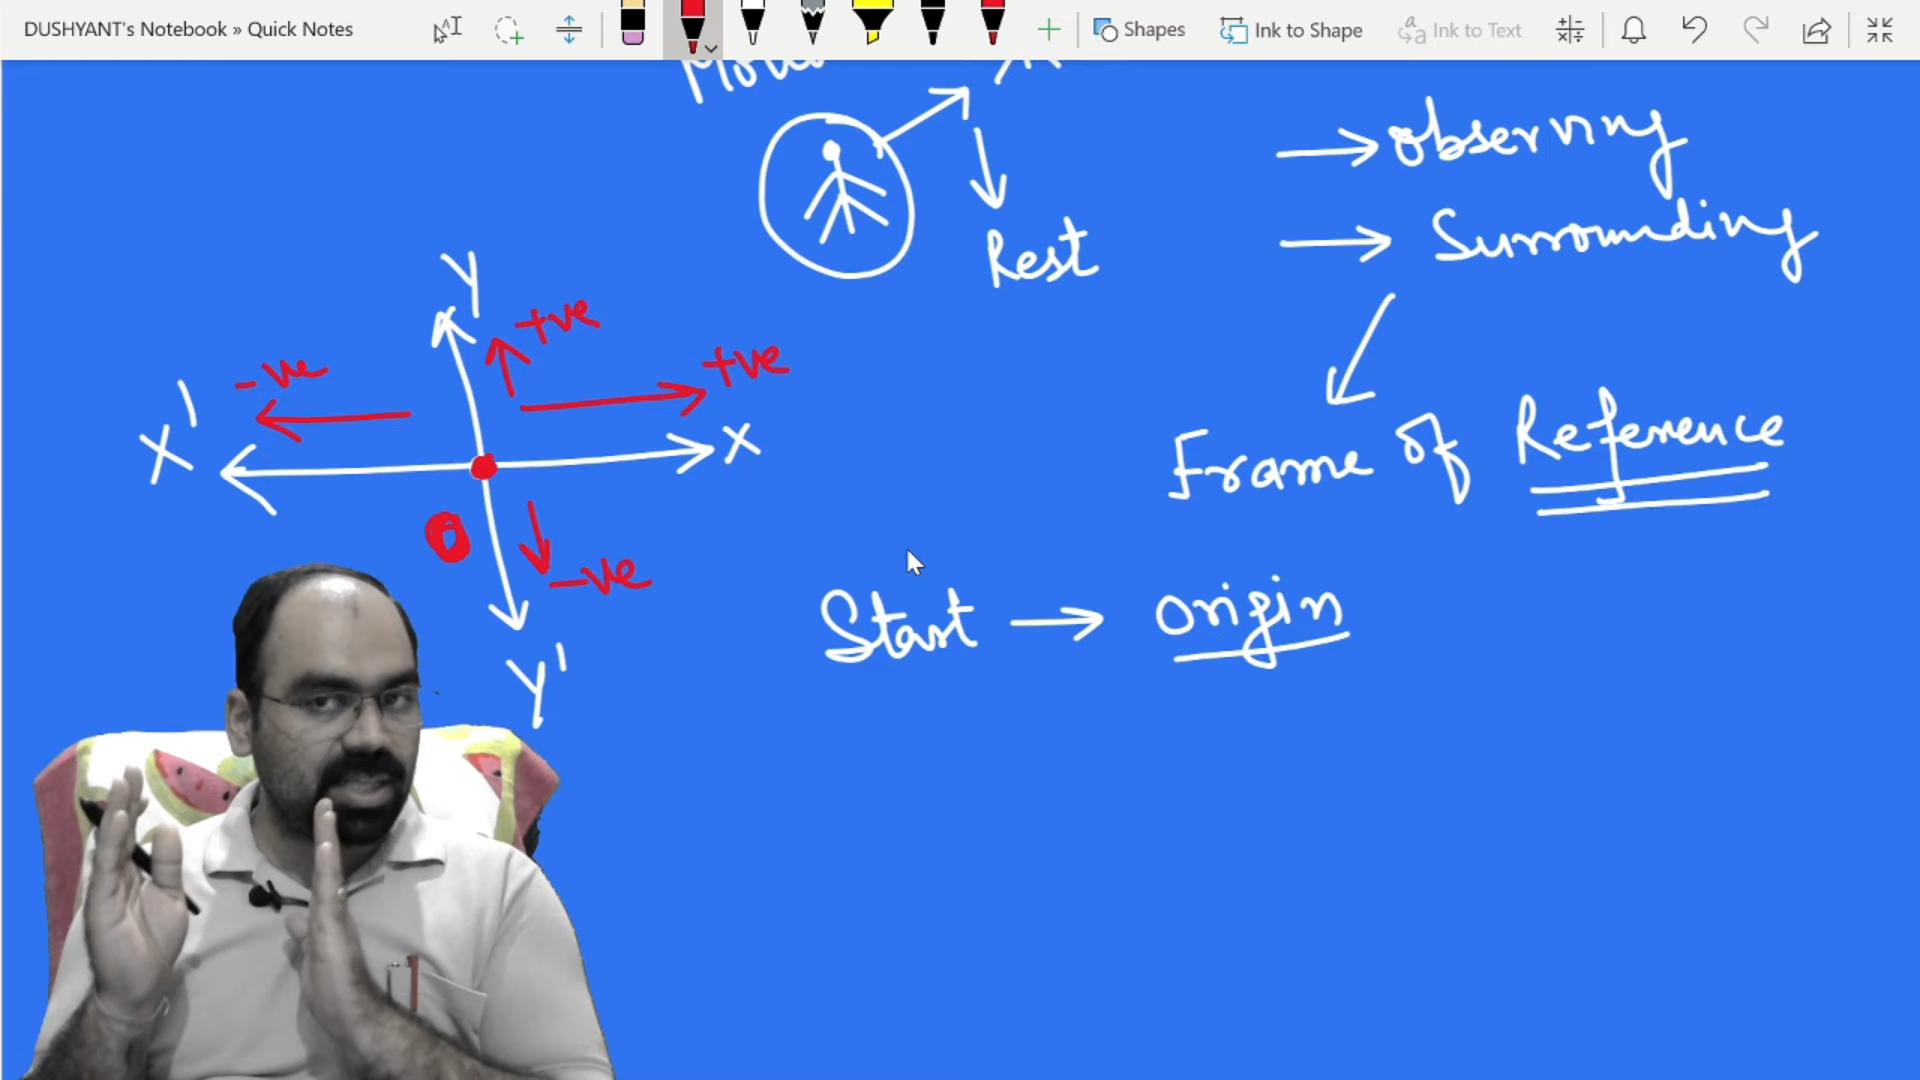 DUSHYANT's Notebook » Quick Notes
Shapes
Ink to Shape
Ink to Text
Observing
Surrounding
Rest
Y
+ve
-ve
+ve
X'
X
Frame of Reference
O
-ve
Start → Origin
Y'